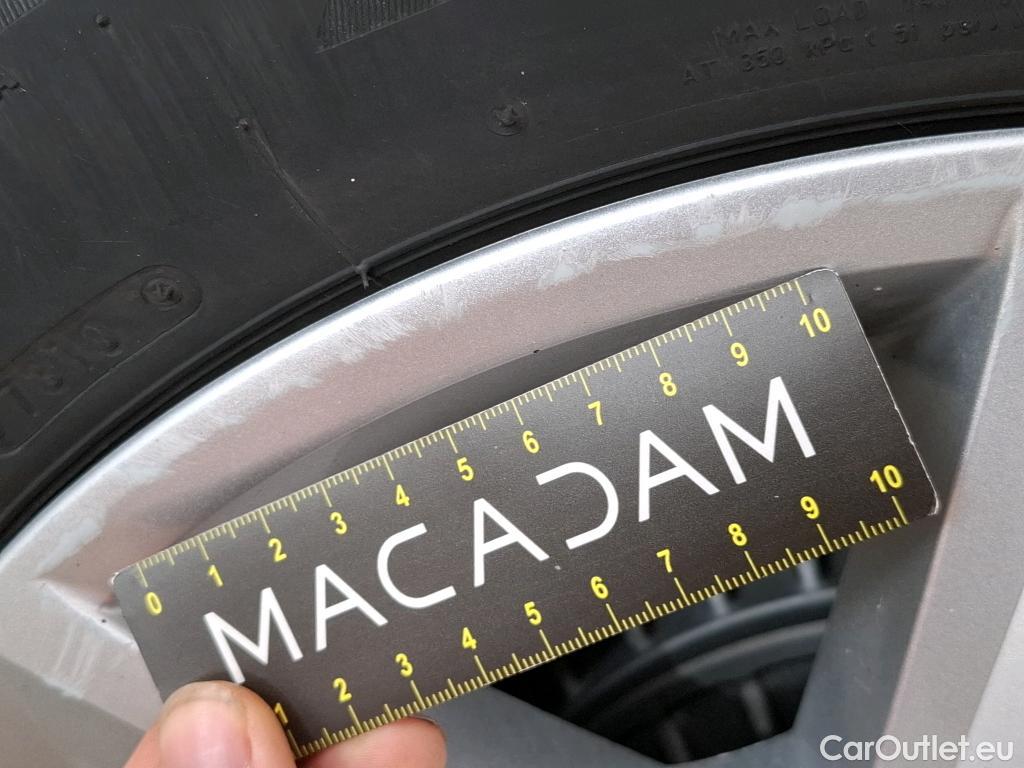 MAX LOAD
AT 350 kPa ( 51 psi
0 1 2 3 4 5 6 7 8 9 10
MACADAM
1 2 3 4 5 6 7 8 9 10
CarOutlet.eu